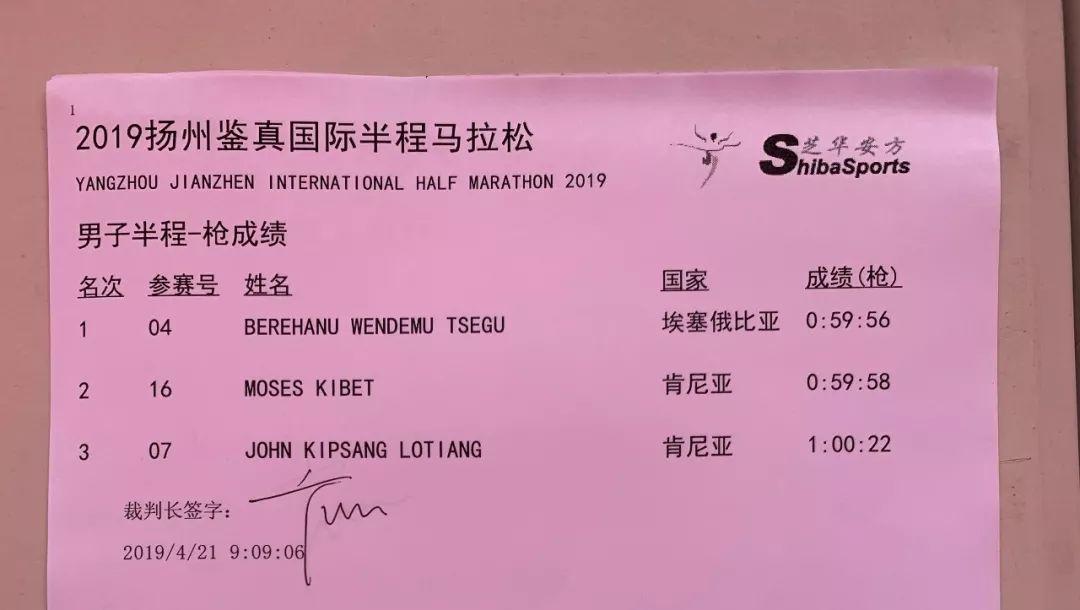 1
2019扬州鉴真国际半程马拉松
芝华安方
ShibaSports
YANGZHOU JIANZHEN INTERNATIONAL HALF MARATHON 2019
男子半程-枪成绩
名次 参赛号 姓名 国家 成绩(枪)
1 04 BEREHANU WENDEMU TSEGU 埃塞俄比亚 0:59:56
2 16 MOSES KIBET 肯尼亚 0:59:58
3 07 JOHN KIPSANG LOTIANG 肯尼亚 1:00:22
裁判长签字:
2019/4/21 9:09:06